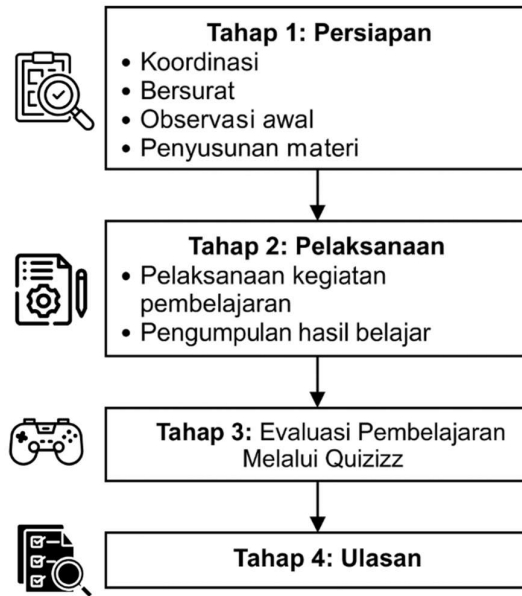 Tahap 1: Persiapan
• Koordinasi
• Bersurat
• Observasi awal
• Penyusunan materi
Tahap 2: Pelaksanaan
• Pelaksanaan kegiatan
pembelajaran
• Pengumpulan hasil belajar
Tahap 3: Evaluasi Pembelajaran
Melalui Quizizz
Tahap 4: Ulasan